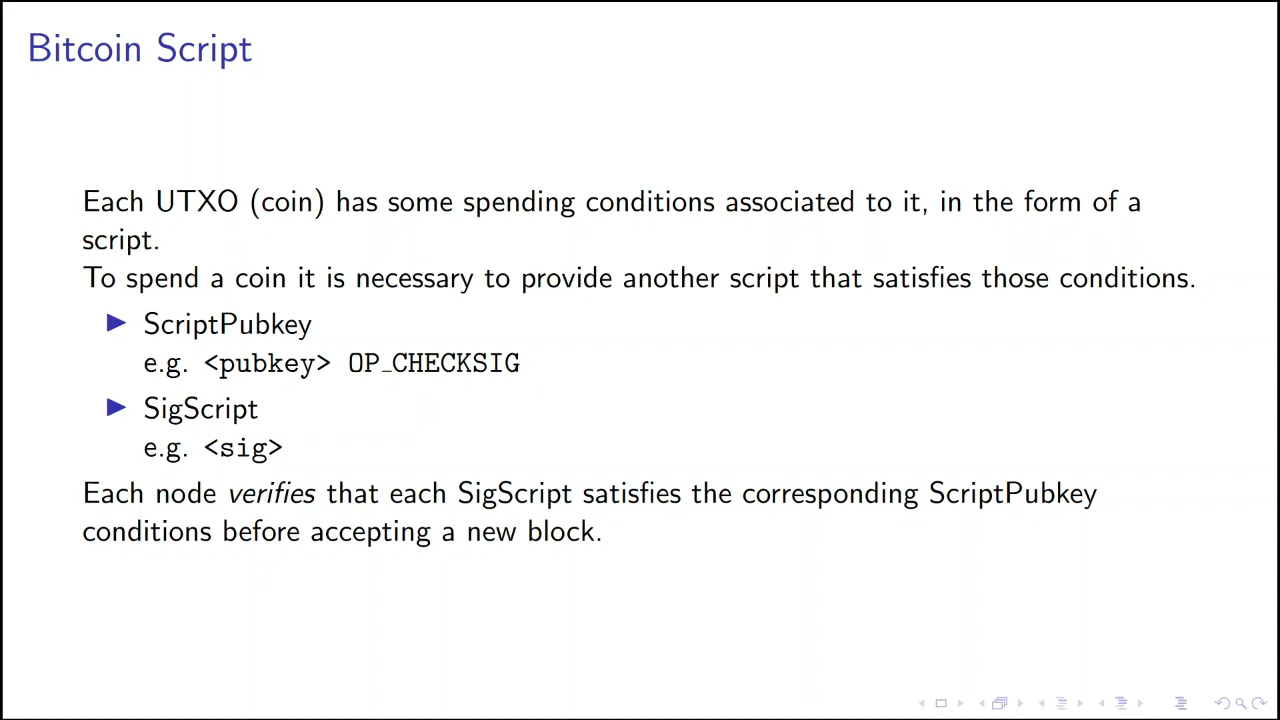 Bitcoin Script
Each UTXO (coin) has some spending conditions associated to it, in the form of a
script.
To spend a coin it is necessary to provide another script that satisfies those conditions.
ScriptPubkey
e.g. <pubkey> OP_CHECKSIG
SigScript
e.g. <sig>
Each node verifies that each SigScript satisfies the corresponding ScriptPubkey
conditions before accepting a new block.